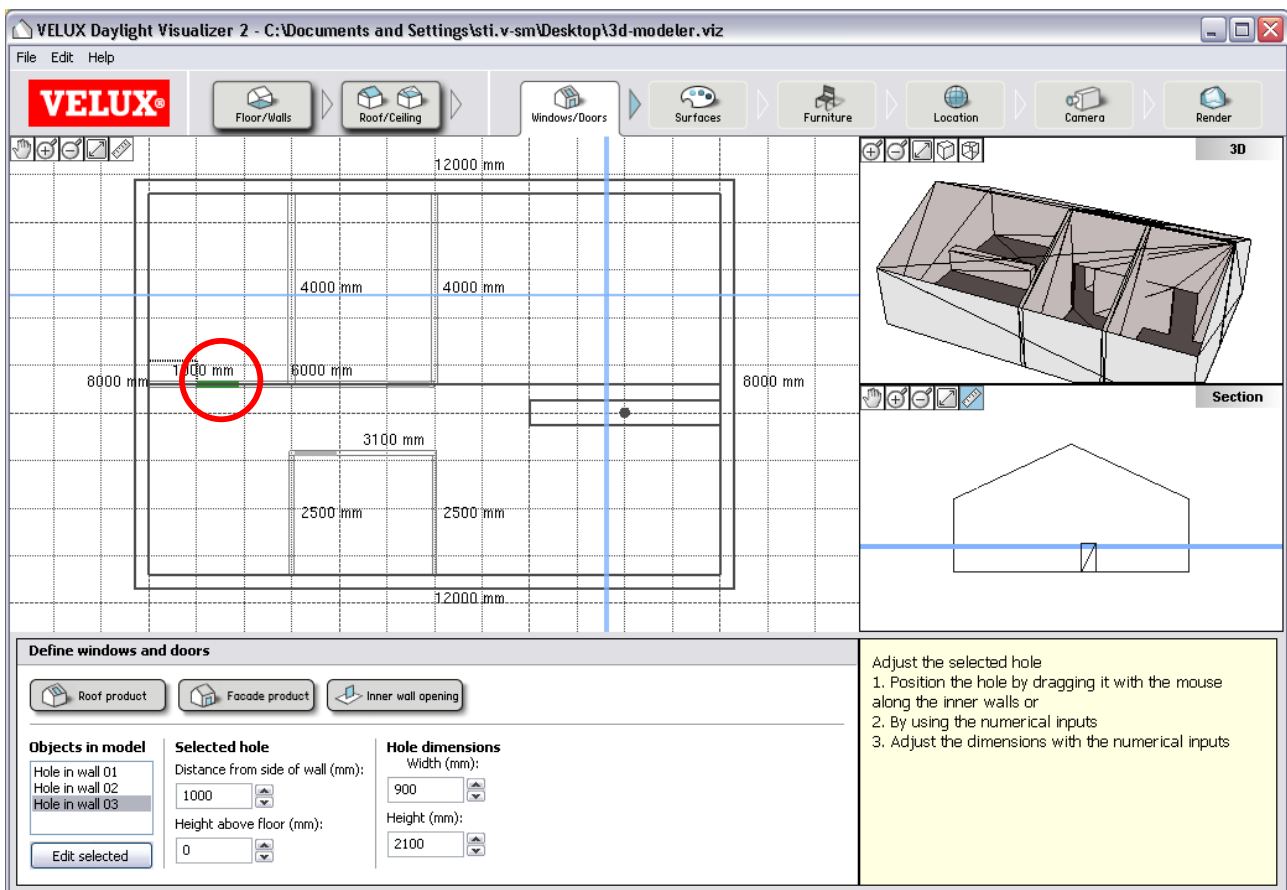 VELUX Daylight Visualizer 2 - C:\Documents and Settings\sti.v-sm\Desktop\3d-modeler.viz
File Edit Help
VELUX®
Floor/Walls
Roof/Ceiling
Windows/Doors
Surfaces
Furniture
Location
Camera
Render
12000 mm
4000 mm
4000 mm
1000 mm
6000 mm
8000 mm
8000 mm
3100 mm
2500 mm
2500 mm
12000 mm
3D
Section
Define windows and doors
Roof product
Facade product
Inner wall opening
Objects in model
Hole in wall 01
Hole in wall 02
Hole in wall 03
Edit selected
Selected hole
Distance from side of wall (mm):
1000
Height above floor (mm):
0
Hole dimensions
Width (mm):
900
Height (mm):
2100
Adjust the selected hole
1. Position the hole by dragging it with the mouse
along the inner walls or
2. By using the numerical inputs
3. Adjust the dimensions with the numerical inputs